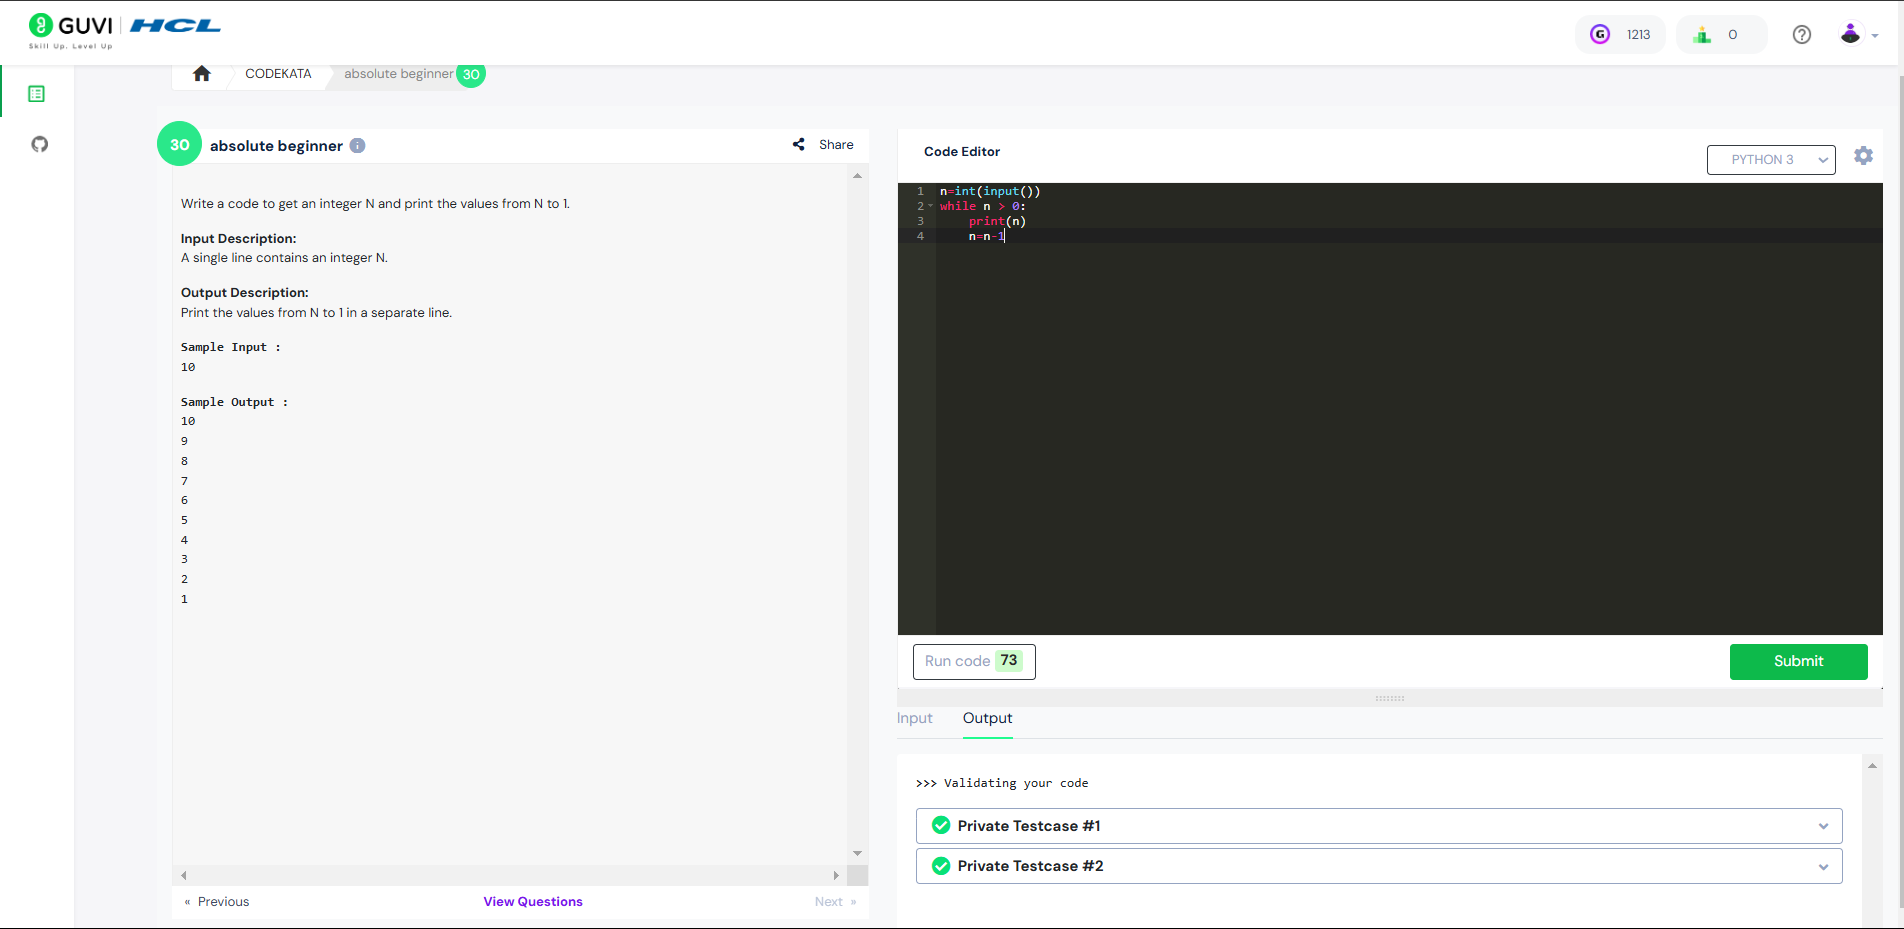 GUVI HCL
Skill Up. Level Up
1213
0
CODEKATA
absolute beginner 30
30 absolute beginner
Share
Write a code to get an integer N and print the values from N to 1.
Input Description:
A single line contains an integer N.
Output Description:
Print the values from N to 1 in a separate line.
Sample Input :
10
Sample Output :
10
9
8
7
6
5
4
3
2
1
« Previous
View Questions
Next »
Code Editor
PYTHON 3
1 n=int(input())
2 while n > 0:
3     print(n)
4     n=n-1
Run code 73
Submit
Input
Output
>>> Validating your code
Private Testcase #1
Private Testcase #2